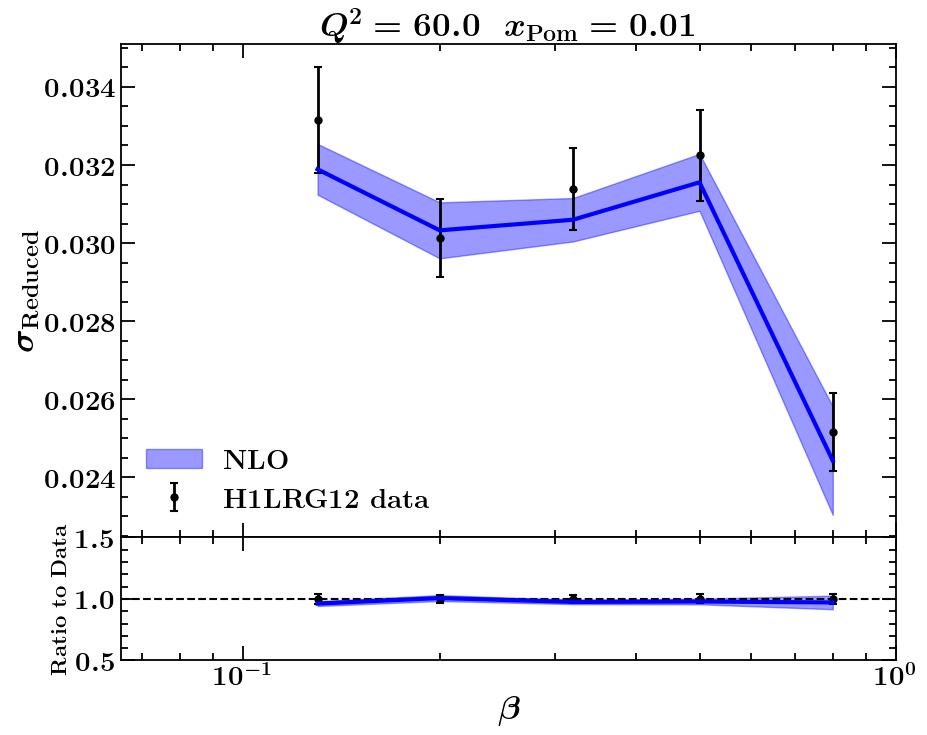 Q² = 60.0 x_Pom = 0.01
0.034
0.032
0.030
0.028
0.026
0.024
σ_Reduced
NLO
H1LRG12 data
1.5
1.0
0.5
Ratio to Data
10⁻¹
10⁰
β